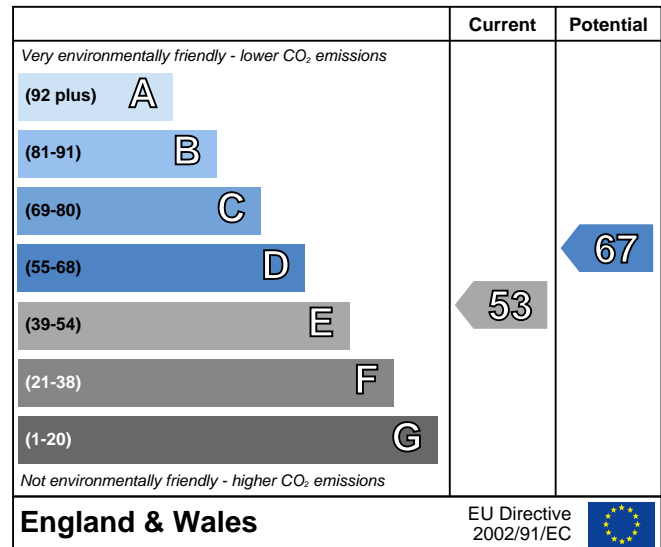 Current Potential
Very environmentally friendly - lower CO₂ emissions
(92 plus) A
(81-91) B
(69-80) C
(55-68) D
67
(39-54) E
53
(21-38) F
(1-20) G
Not environmentally friendly - higher CO₂ emissions
England & Wales
EU Directive
2002/91/EC